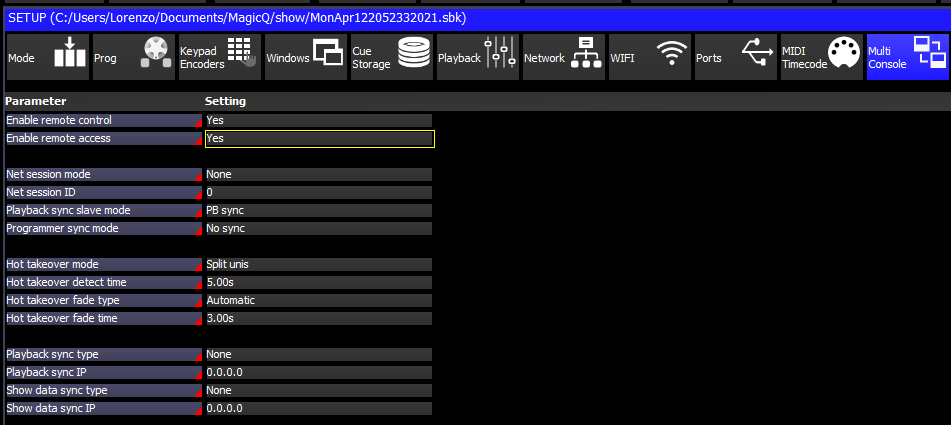 SETUP (C:/Users/Lorenzo/Documents/MagicQ/show/MonApr122052332021.sbk)
Mode
Prog
Keypad
Encoders
Windows
Cue
Storage
Playback
Network
WIFI
Ports
MIDI
Timecode
Multi
Console
Parameter Setting
Enable remote control Yes
Enable remote access Yes
Net session mode None
Net session ID 0
Playback sync slave mode PB sync
Programmer sync mode No sync
Hot takeover mode Split unis
Hot takeover detect time 5.00s
Hot takeover fade type Automatic
Hot takeover fade time 3.00s
Playback sync type None
Playback sync IP 0.0.0.0
Show data sync type None
Show data sync IP 0.0.0.0